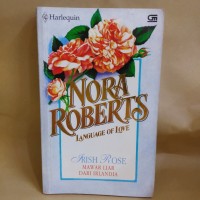 Harlequin
GM
NORA
ROBERTS
LANGUAGE OF LOVE
IRISH ROSE
MAWAR LIAR
DARI IRLANDIA